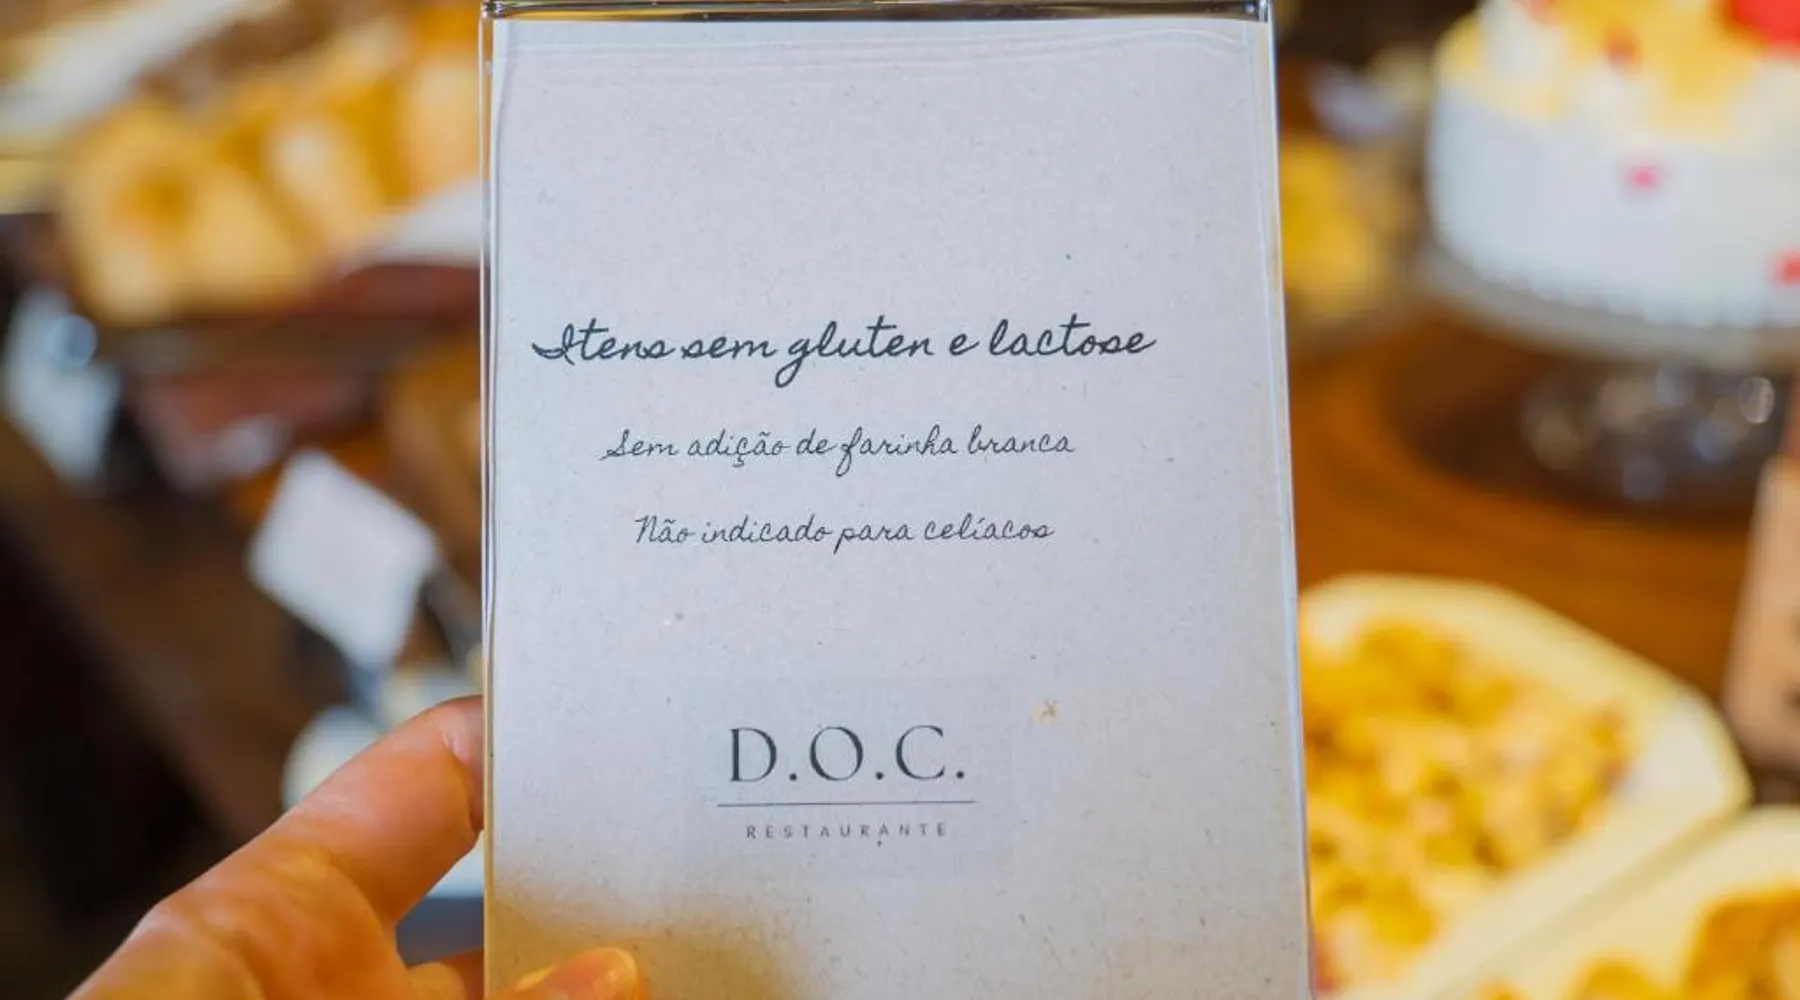 Itens sem gluten e lactose
Sem adição de farinha branca
Não indicado para celíacos
D.O.C.
RESTAURANTE